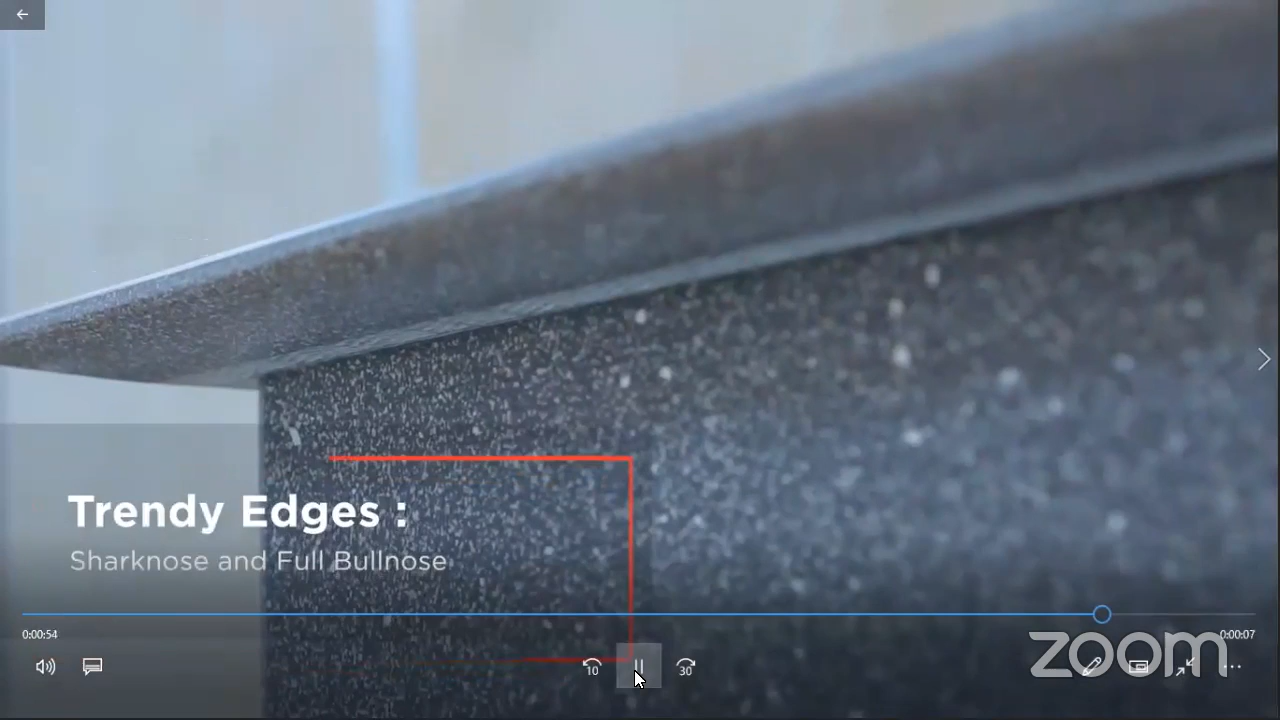 Trendy Edges :
Sharknose and Full Bullnose
0:00:54
0:00:07
10
30
zoom